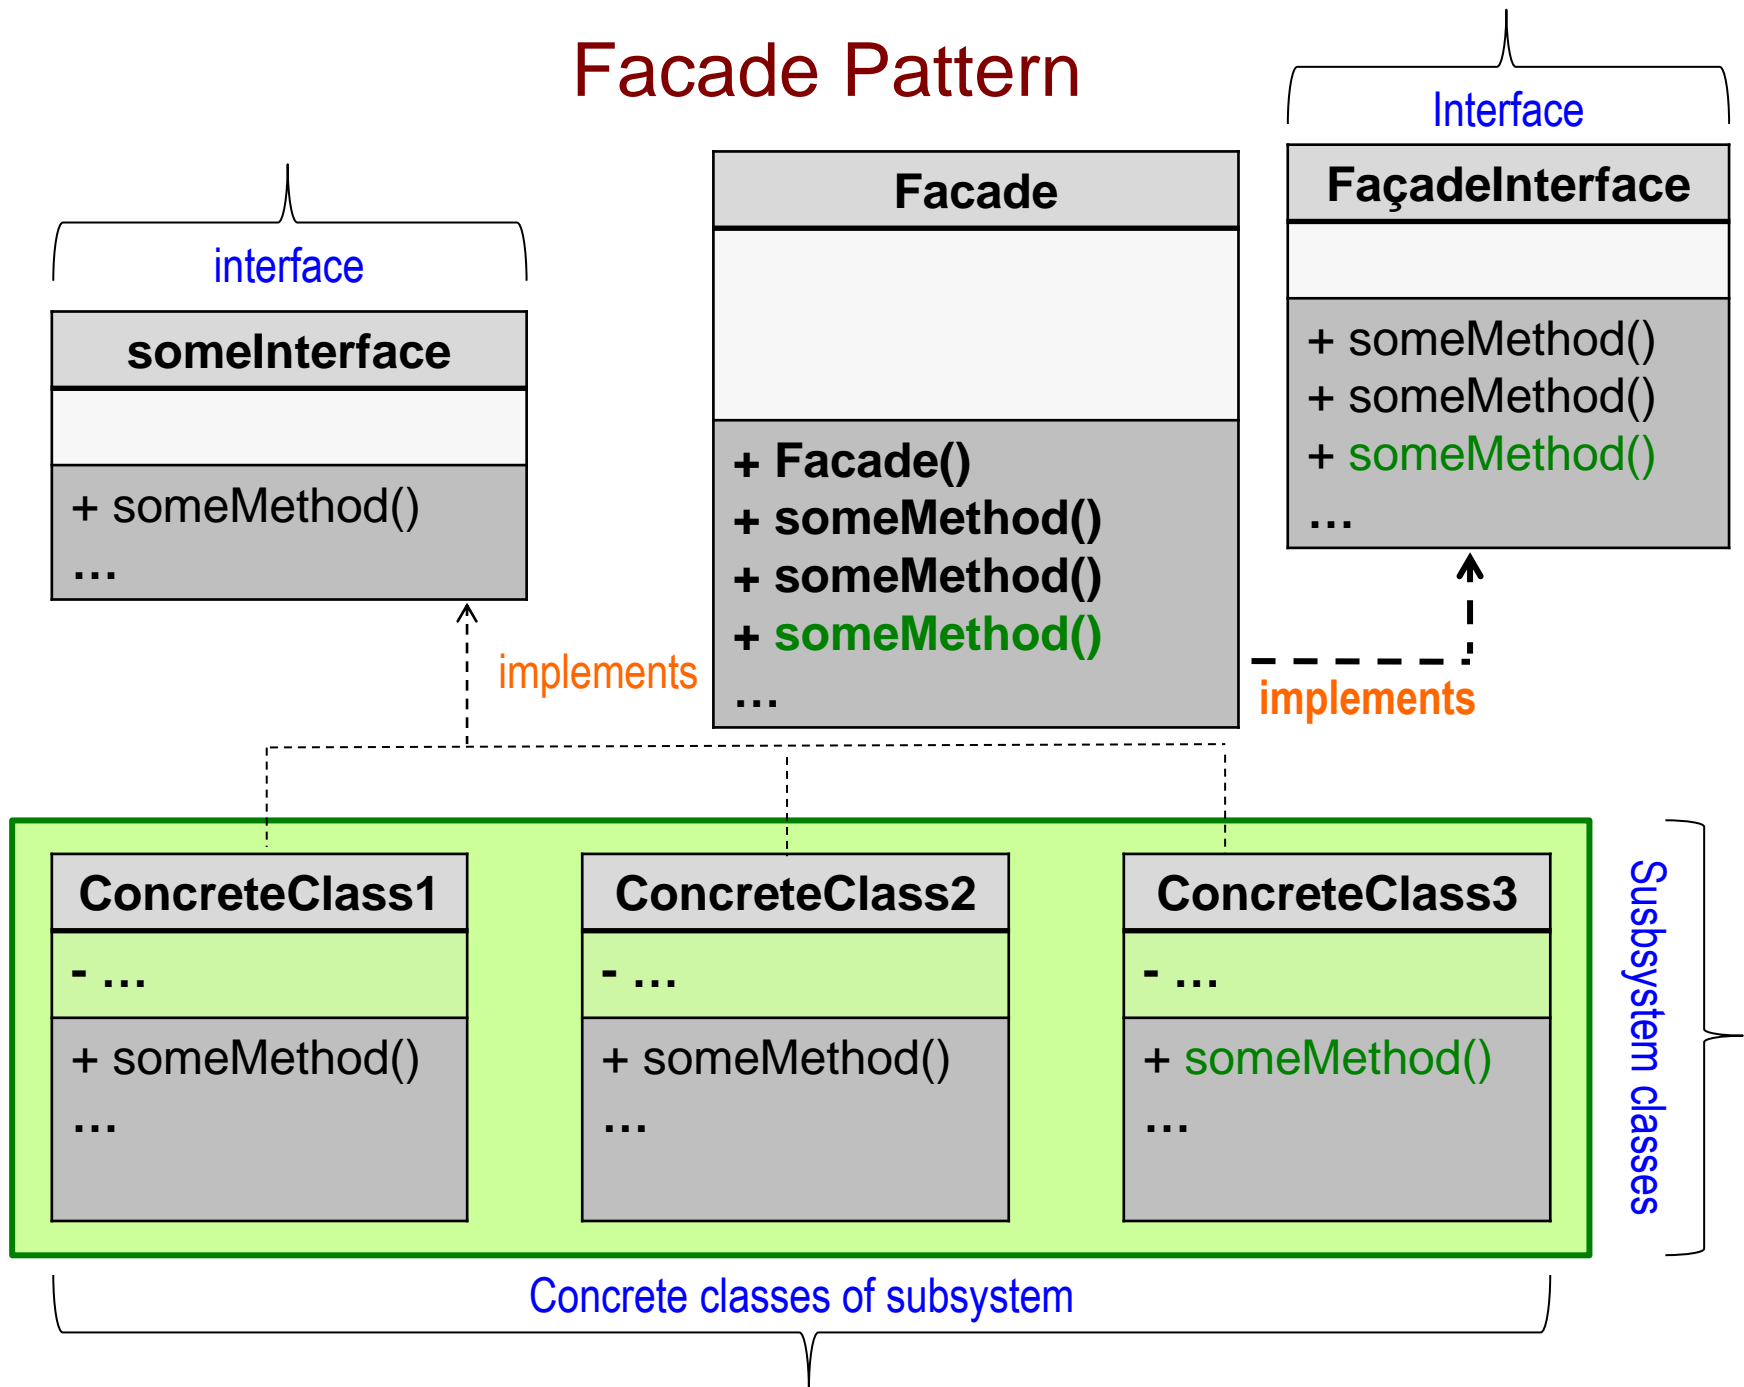 Facade Pattern
interface
someInterface
+ someMethod()
…
implements
Facade
+ Facade()
+ someMethod()
+ someMethod()
+ someMethod()
…
Interface
FaçadeInterface
+ someMethod()
+ someMethod()
+ someMethod()
…
implements
ConcreteClass1
- …
+ someMethod()
…
ConcreteClass2
- …
+ someMethod()
…
ConcreteClass3
- …
+ someMethod()
…
Susbsystem classes
Concrete classes of subsystem